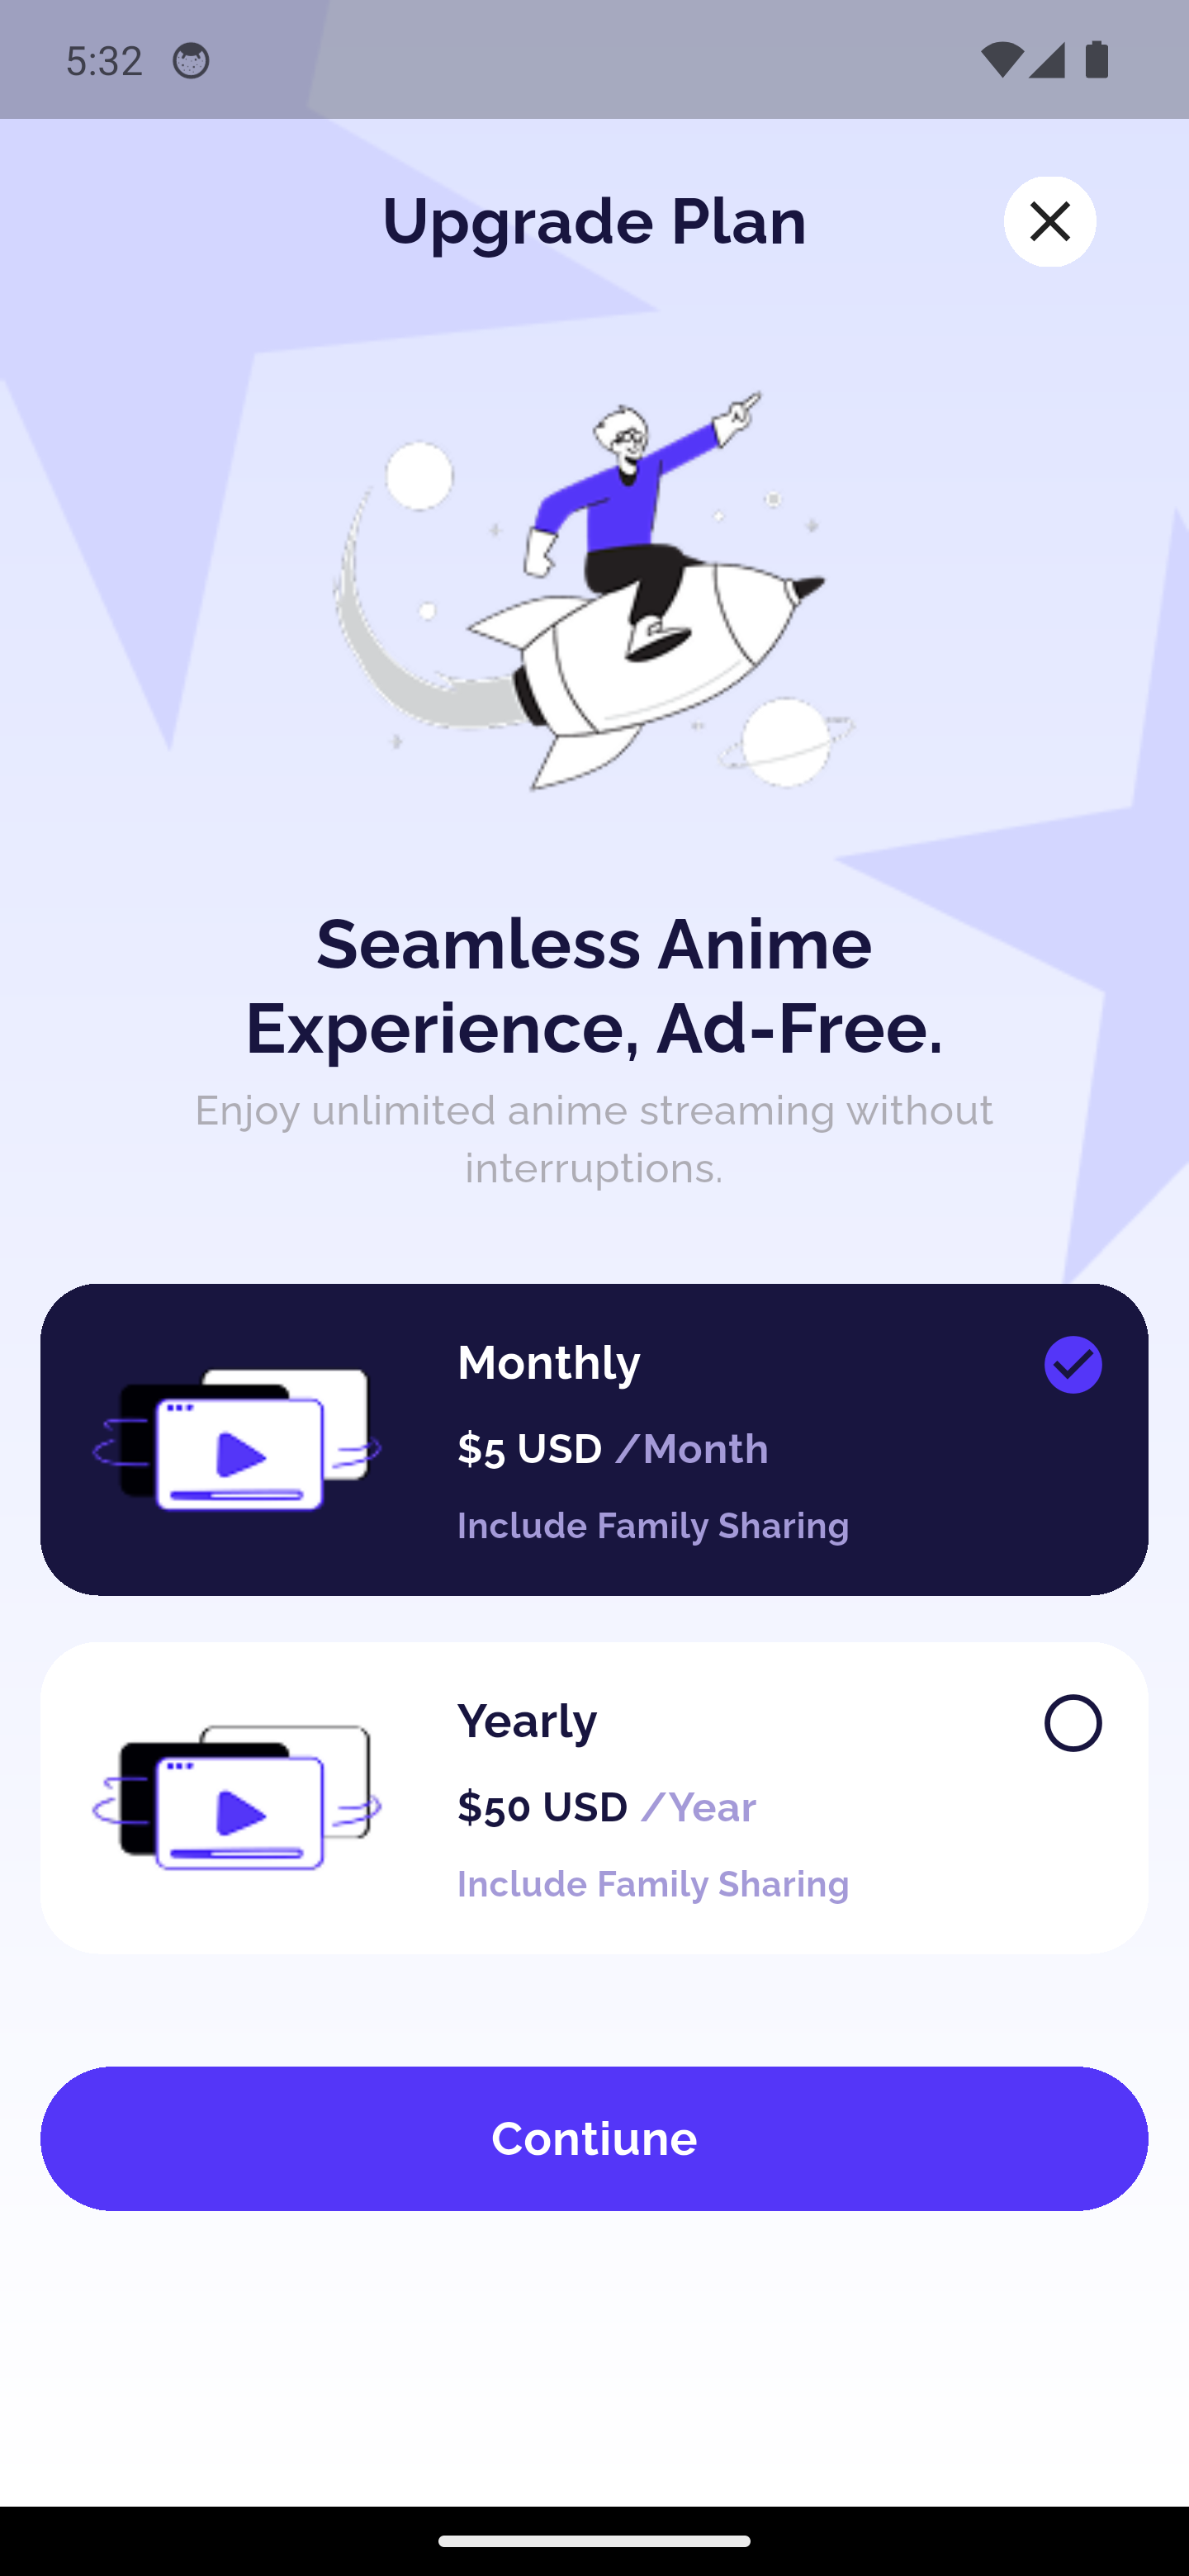 5:32
Upgrade Plan
Seamless Anime
Experience, Ad-Free.
Enjoy unlimited anime streaming without
interruptions.
Monthly
$5 USD /Month
Include Family Sharing
Yearly
$50 USD /Year
Include Family Sharing
Contiune